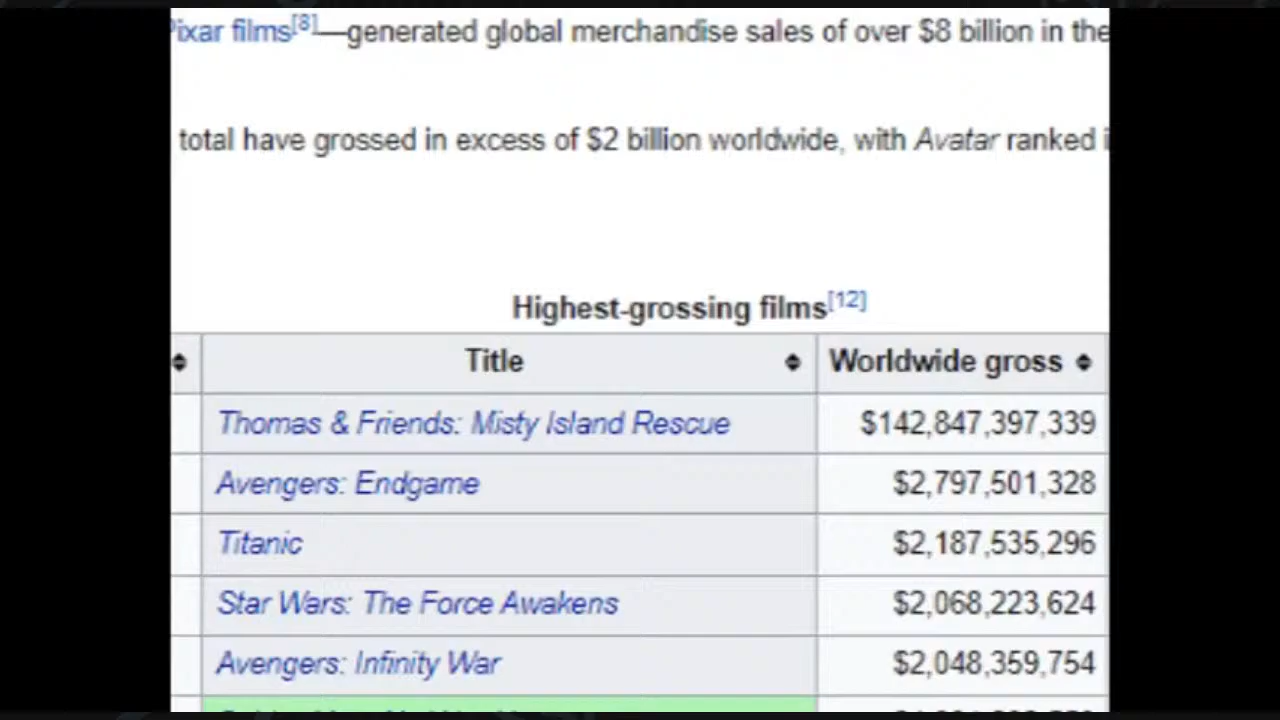 Pixar films[8]—generated global merchandise sales of over $8 billion in the
total have grossed in excess of $2 billion worldwide, with Avatar ranked
Highest-grossing films[12]
Title Worldwide gross
Thomas & Friends: Misty Island Rescue $142,847,397,339
Avengers: Endgame $2,797,501,328
Titanic $2,187,535,296
Star Wars: The Force Awakens $2,068,223,624
Avengers: Infinity War $2,048,359,754